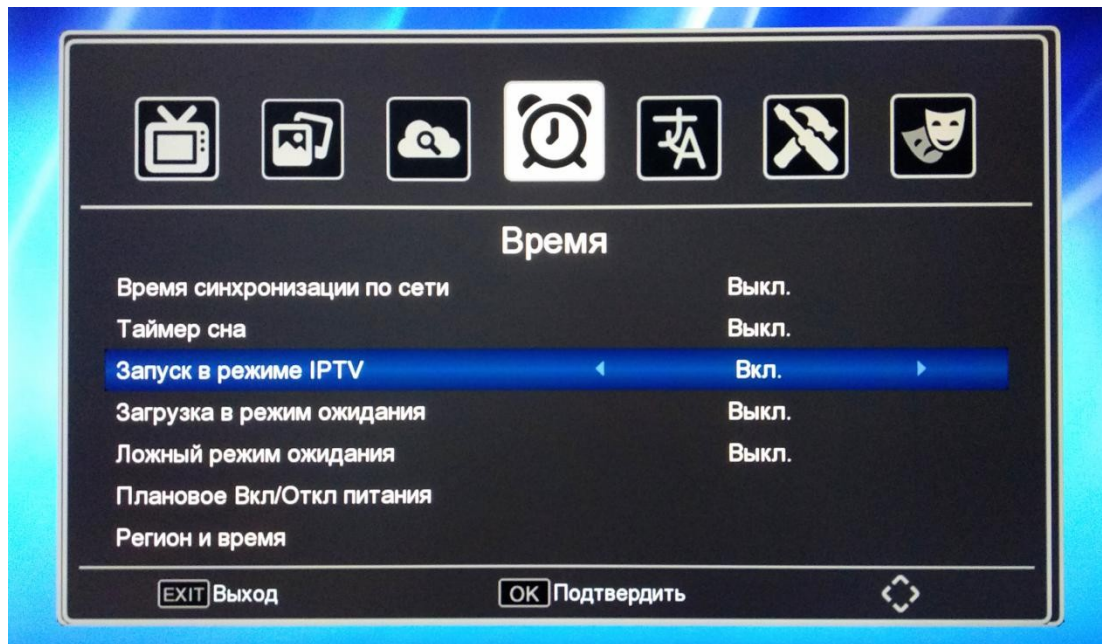 Время
Время синхронизации по сети Выкл.
Таймер сна Выкл.
Запуск в режиме IPTV Вкл.
Загрузка в режим ожидания Выкл.
Ложный режим ожидания Выкл.
Плановое Вкл/Откл питания
Регион и время
EXIT Выход OK Подтвердить